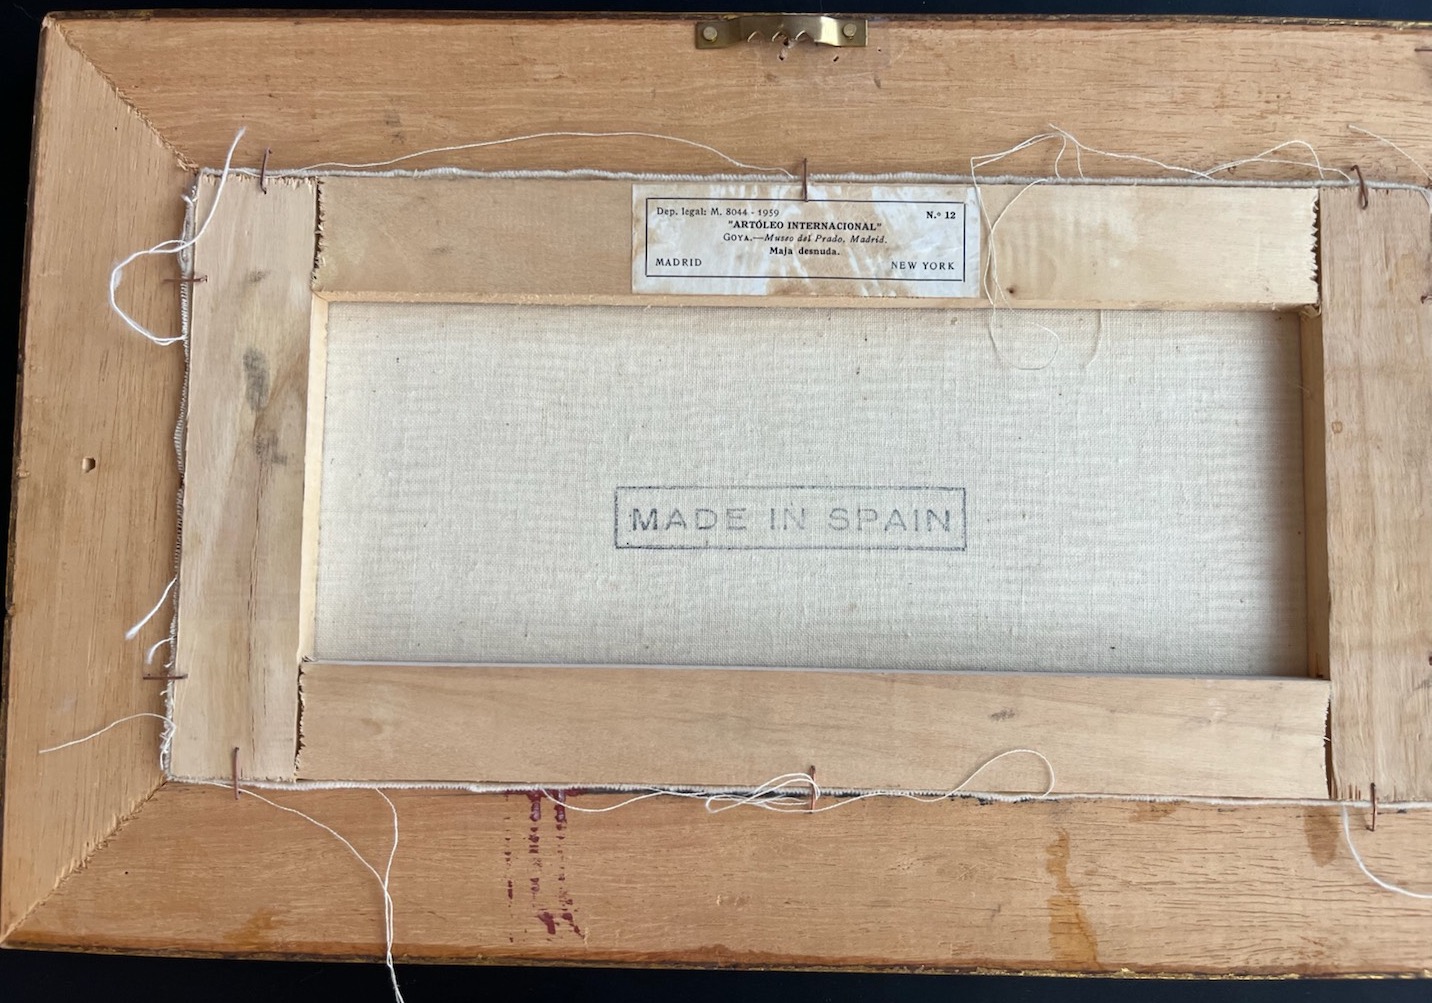 Dep. legal: M. 8044 - 1959 N.º 12
"ARTÓLEO INTERNACIONAL"
GOYA.—Museo del Prado. Madrid.
Maja desnuda.
MADRID NEW YORK
MADE IN SPAIN